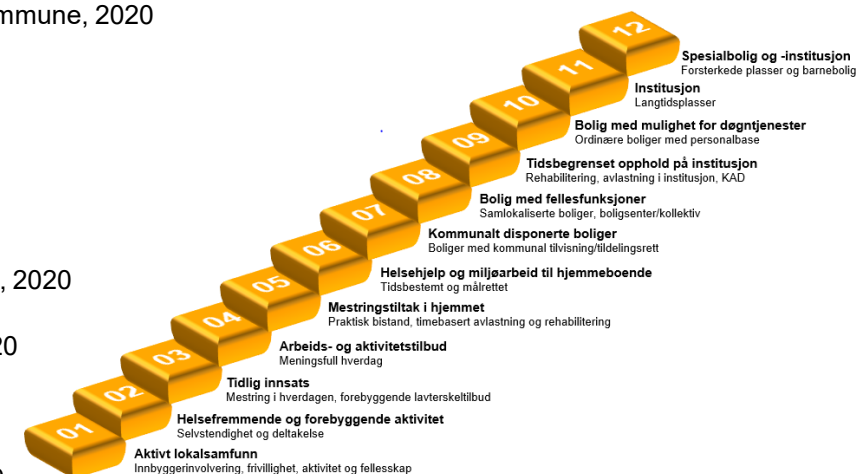 mmune, 2020
12
Spesialbolig og -institusjon
Forsterkede plasser og barnebolig
11
Institusjon
Langtidsplasser
10
Bolig med mulighet for døgntjenester
Ordinære boliger med personalbase
09
Tidsbegrenset opphold på institusjon
Rehabilitering, avlastning i institusjon, KAD
08
Bolig med fellesfunksjoner
Samlokaliserte boliger, boligsenter/kollektiv
07
Kommunalt disponerte boliger
Boliger med kommunal tilvisning/tildelingsrett
06
Helsehjelp og miljøarbeid til hjemmeboende
Tidsbestemt og målrettet
, 2020
05
Mestringstiltak i hjemmet
Praktisk bistand, timebasert avlastning og rehabilitering
20
04
Arbeids- og aktivitetstilbud
Meningsfull hverdag
03
Tidlig innsats
Mestring i hverdagen, forebyggende lavterskeltilbud
02
Helsefremmende og forebyggende aktivitet
Selvstendighet og deltakelse
01
Aktivt lokalsamfunn
Innbyggerinvolvering, frivillighet, aktivitet og fellesskap